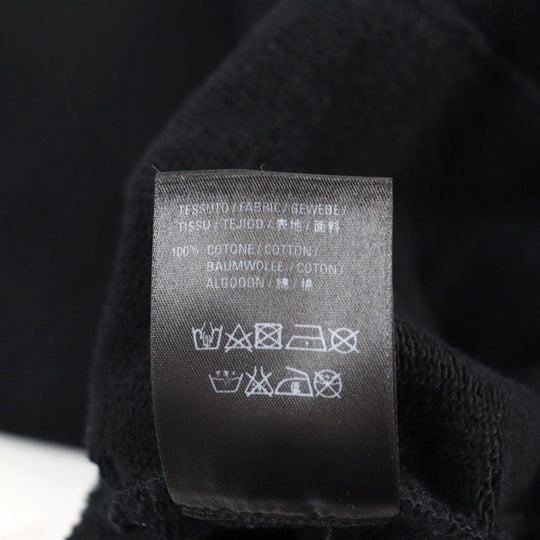 TESSUTO / FABRIC / GEWEBE /
TISSU / TEJIDO / 表地 / 面料
100% COTONE / COTTON /
BAUMWOLLE / COTON /
ALGODON / 綿 / 棉